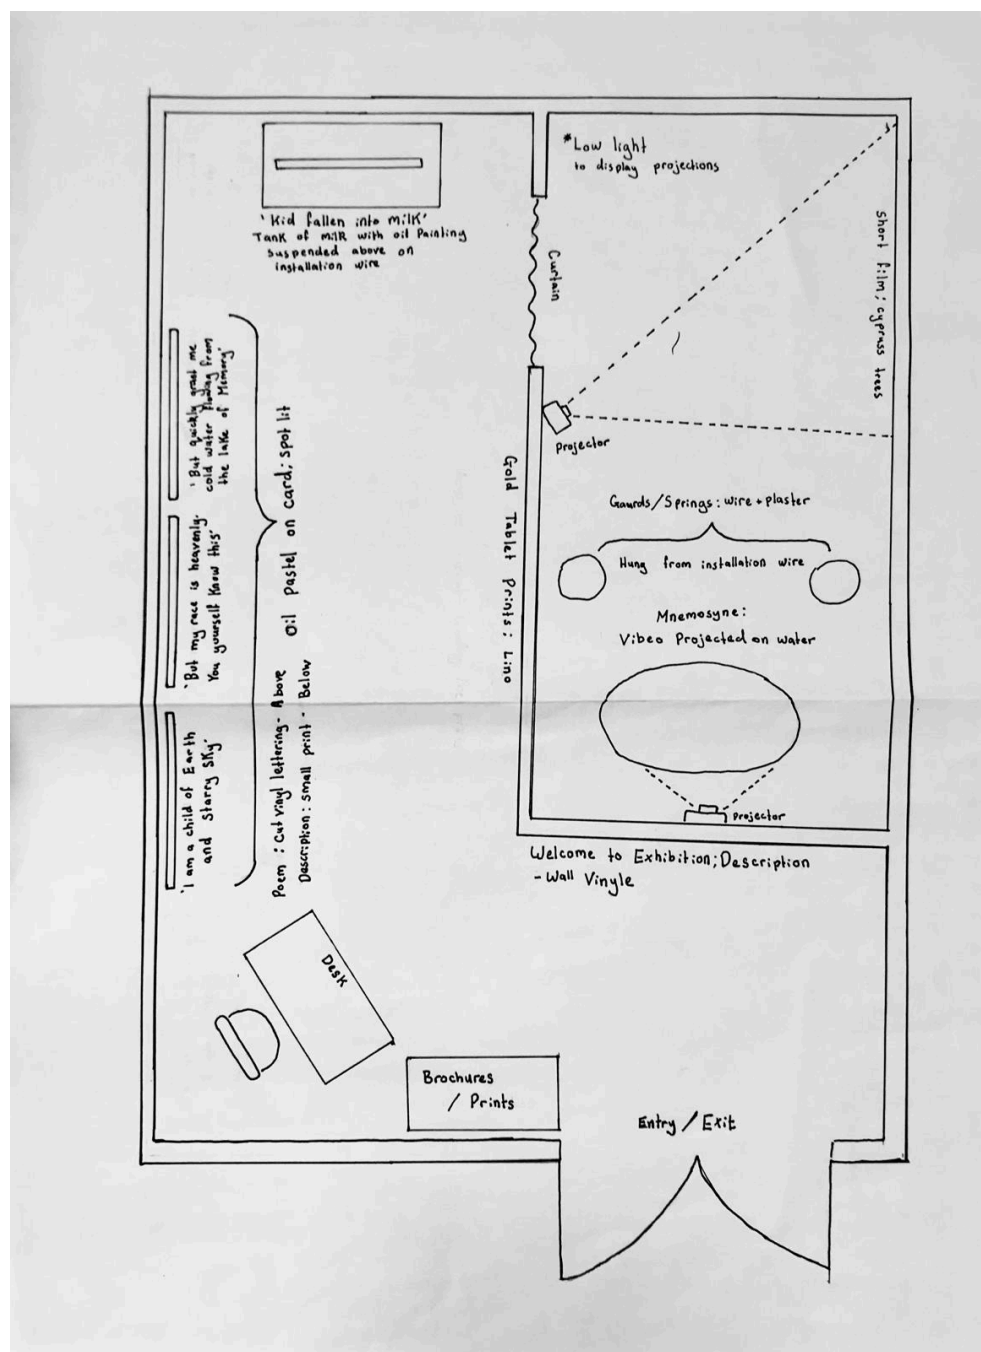 *Low light
to display projections
'Kid fallen into milk'
Tank of milk with oil Painting
suspended above on
installation wire
Curtain
Short film; cyprass trees
Projector
'But quickly grant me
cold water flowing from
the lake of Memory'
'But my race is heavenly.
You yourself know this'
'I am a child of Earth
and Starry Sky'
Oil pastel on card; spot lit
Poem : Cut vinyl lettering - Above
Description : small print - Below
Gold Tablet Prints ; Lino
Gaurds/Springs : wire + plaster
Hung from installation wire
Mnemosyne:
Vibeo Projected on water
Projector
Welcome to Exhibition; Description
- Wall Vinyle
Desk
Brochures
/ Prints
Entry / Exit